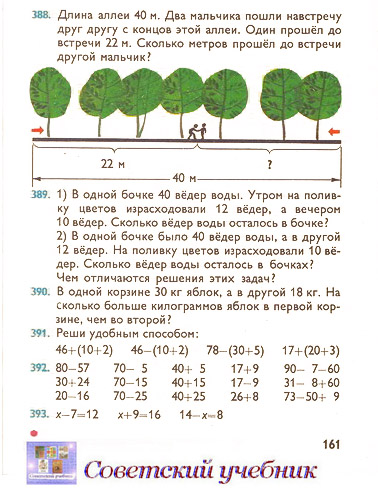 388. Длина аллеи 40 м. Два мальчика пошли навстречу
друг другу с концов этой аллеи. Один прошёл до
встречи 22 м. Сколько метров прошёл до встречи
другой мальчик?
22 м ?
40 м
389. 1) В одной бочке 40 вёдер воды. Утром на полив-
ку цветов израсходовали 12 вёдер, а вечером
10 вёдер. Сколько вёдер воды осталось в бочке?
2) В одной бочке было 40 вёдер воды, а в другой
12 вёдер. На поливку цветов израсходовали 10 вё-
дер. Сколько вёдер воды осталось в бочках?
Чем отличаются решения этих задач?
390. В одной корзине 30 кг яблок, а в другой 18 кг. На
сколько больше килограммов яблок в первой кор-
зине, чем во второй?
391. Реши удобным способом:
46+(10+2) 46−(10+2) 78−(30+5) 17+(20+3)
392. 80−57 70− 5 40+ 5 17+9 90− 7−60
30+24 70−15 40+15 17−9 31− 8+60
20−16 70−25 40+25 26+8 73−50+ 9
393. x−7=12 x+9=16 14−x=8
161
Советский учебник